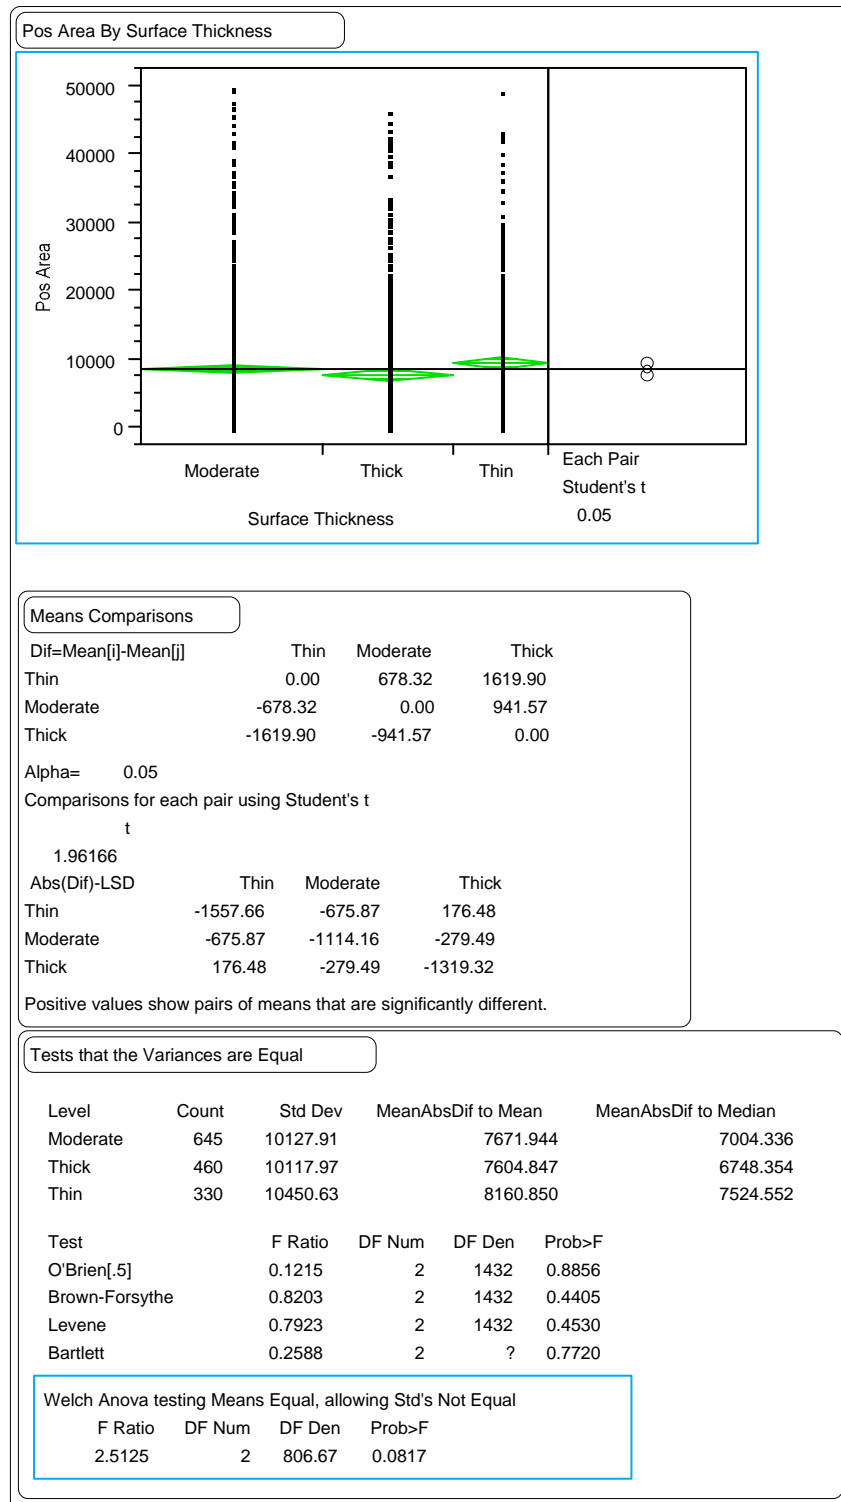 Pos Area By Surface Thickness
50000
40000
30000
20000
10000
0
Pos Area
Moderate Thick Thin
Each Pair
Student's t
0.05
Surface Thickness
Means Comparisons
Dif=Mean[i]-Mean[j] Thin Moderate Thick
Thin 0.00 678.32 1619.90
Moderate -678.32 0.00 941.57
Thick -1619.90 -941.57 0.00
Alpha= 0.05
Comparisons for each pair using Student's t
t
1.96166
Abs(Dif)-LSD Thin Moderate Thick
Thin -1557.66 -675.87 176.48
Moderate -675.87 -1114.16 -279.49
Thick 176.48 -279.49 -1319.32
Positive values show pairs of means that are significantly different.
Tests that the Variances are Equal
Level Count Std Dev MeanAbsDif to Mean MeanAbsDif to Median
Moderate 645 10127.91 7671.944 7004.336
Thick 460 10117.97 7604.847 6748.354
Thin 330 10450.63 8160.850 7524.552
Test F Ratio DF Num DF Den Prob>F
O'Brien[.5] 0.1215 2 1432 0.8856
Brown-Forsythe 0.8203 2 1432 0.4405
Levene 0.7923 2 1432 0.4530
Bartlett 0.2588 2 ? 0.7720
Welch Anova testing Means Equal, allowing Std's Not Equal
F Ratio DF Num DF Den Prob>F
2.5125 2 806.67 0.0817